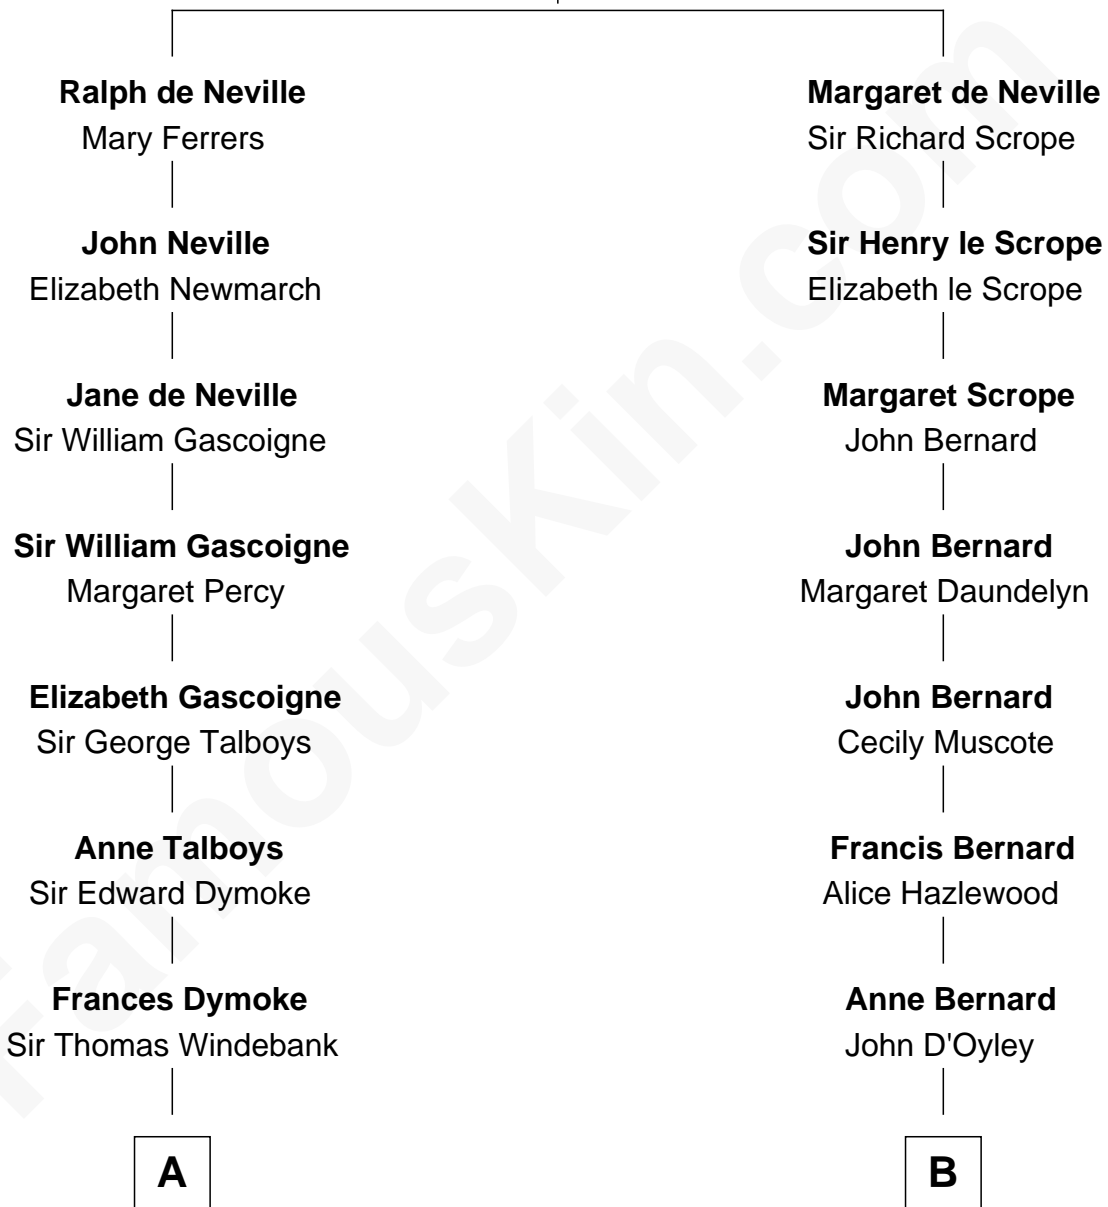 Ralph de Neville
Mary Ferrers
John Neville
Elizabeth Newmarch
Jane de Neville
Sir William Gascoigne
Sir William Gascoigne
Margaret Percy
Elizabeth Gascoigne
Sir George Talboys
Anne Talboys
Sir Edward Dymoke
Frances Dymoke
Sir Thomas Windebank
A
Margaret de Neville
Sir Richard Scrope
Sir Henry le Scrope
Elizabeth le Scrope
Margaret Scrope
John Bernard
John Bernard
Margaret Daundelyn
John Bernard
Cecily Muscote
Francis Bernard
Alice Hazlewood
Anne Bernard
John D'Oyley
B
FamousKin.com